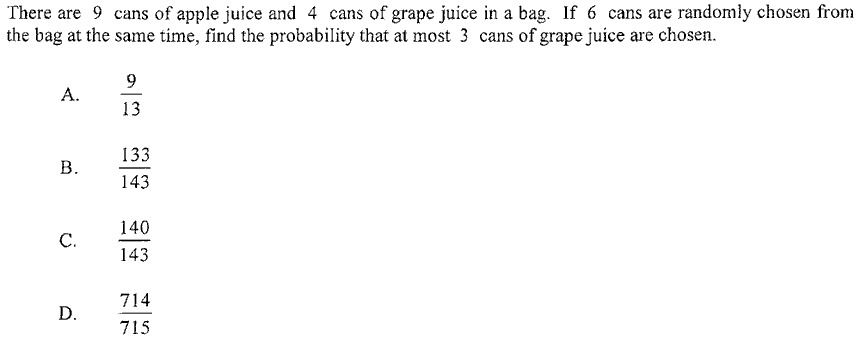 There are 9 cans of apple juice and 4 cans of grape juice in a bag. If 6 cans are randomly chosen from
the bag at the same time, find the probability that at most 3 cans of grape juice are chosen.
A. 9/13
B. 133/143
C. 140/143
D. 714/715